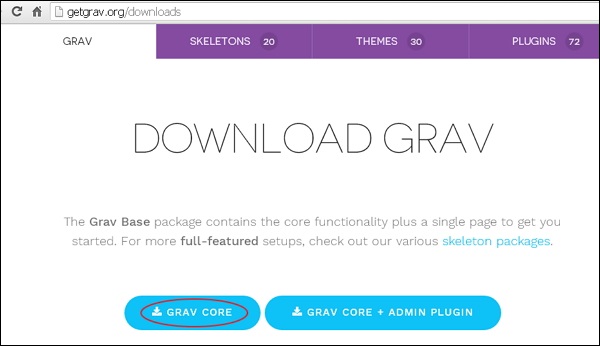 getgrav.org/downloads
GRAV SKELETONS 20 THEMES 30 PLUGINS 72
DOWNLOAD GRAV
The Grav Base package contains the core functionality plus a single page to get you
started. For more full-featured setups, check out our various skeleton packages.
GRAV CORE GRAV CORE + ADMIN PLUGIN